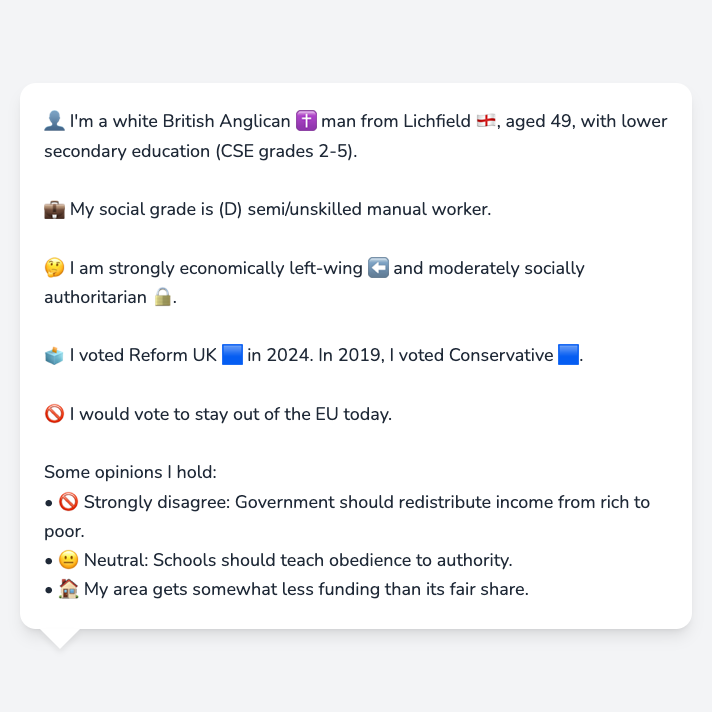 👤 I'm a white British Anglican ✝️ man from Lichfield 🏴󠁧󠁢󠁥󠁮󠁧󠁿, aged 49, with lower
secondary education (CSE grades 2-5).
💼 My social grade is (D) semi/unskilled manual worker.
🤔 I am strongly economically left-wing ⬅️ and moderately socially
authoritarian 🔒.
🗳️ I voted Reform UK 🟦 in 2024. In 2019, I voted Conservative 🟦.
🚫 I would vote to stay out of the EU today.
Some opinions I hold:
• 🚫 Strongly disagree: Government should redistribute income from rich to
poor.
• 😐 Neutral: Schools should teach obedience to authority.
• 🏠 My area gets somewhat less funding than its fair share.